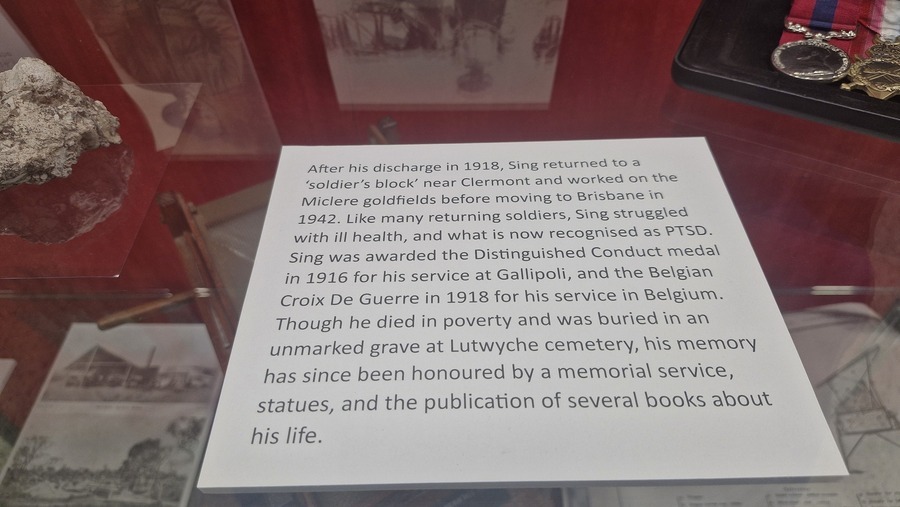 After his discharge in 1918, Sing returned to a
‘soldier’s block’ near Clermont and worked on the
Miclere goldfields before moving to Brisbane in
1942. Like many returning soldiers, Sing struggled
with ill health, and what is now recognised as PTSD.
Sing was awarded the Distinguished Conduct medal
in 1916 for his service at Gallipoli, and the Belgian
Croix De Guerre in 1918 for his service in Belgium.
Though he died in poverty and was buried in an
unmarked grave at Lutwyche cemetery, his memory
has since been honoured by a memorial service,
statues, and the publication of several books about
his life.